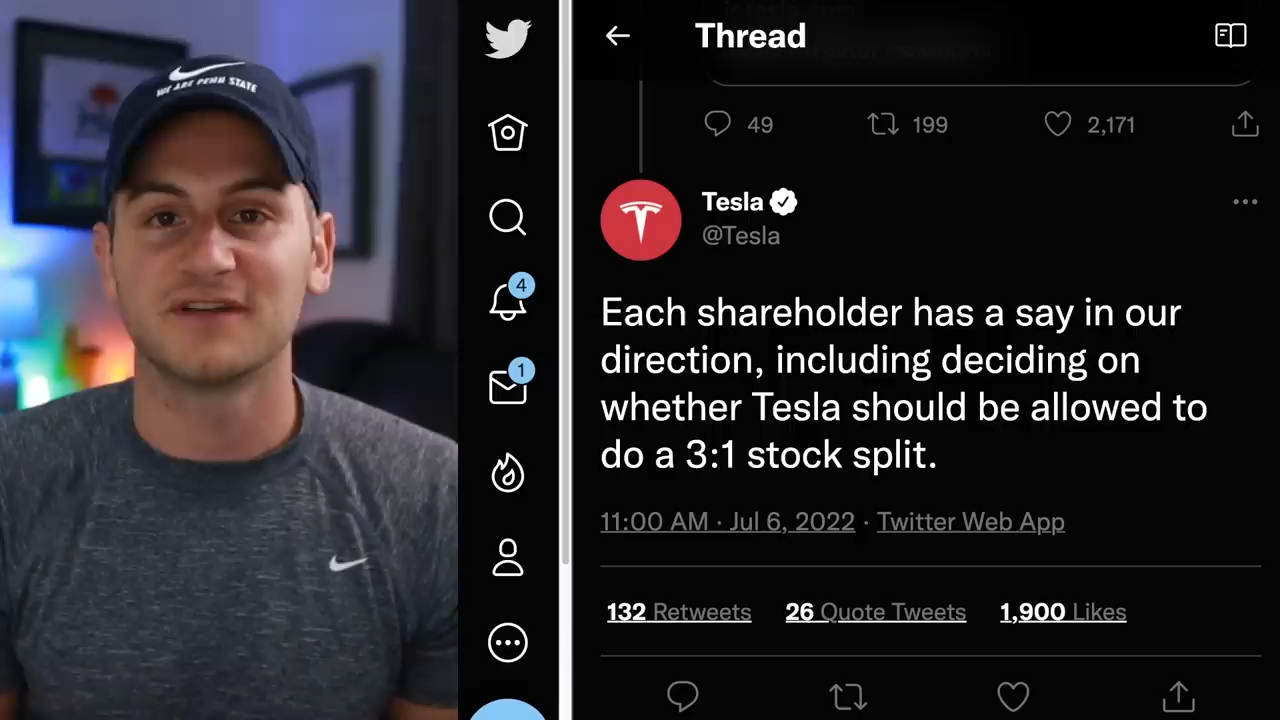 WE ARE PENN STATE
4
1
Thread
49 199 2,171
Tesla
@Tesla
Each shareholder has a say in our
direction, including deciding on
whether Tesla should be allowed to
do a 3:1 stock split.
11:00 AM · Jul 6, 2022 · Twitter Web App
132 Retweets 26 Quote Tweets 1,900 Likes